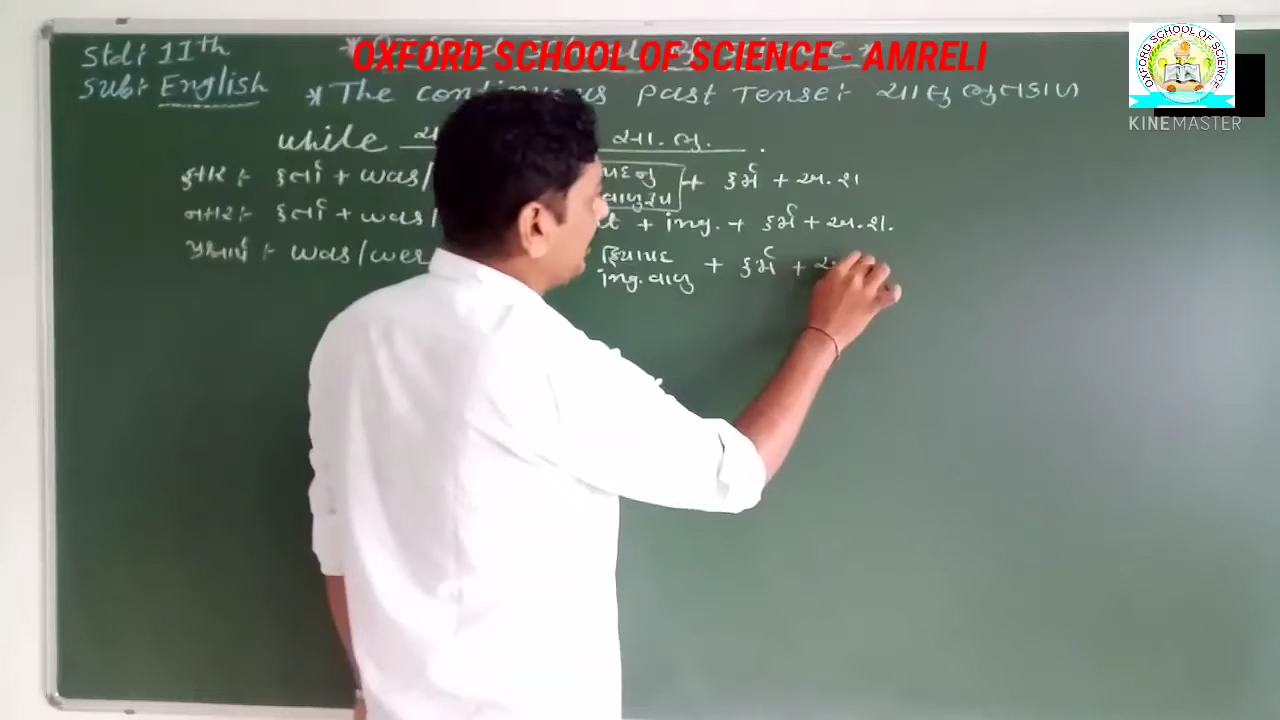 OXFORD SCHOOL OF SCIENCE - AMRELI
OXFORD SCHOOL OF SCIENCE
KINEMASTER
Std: 11th
Sub: English
* The continuous Past Tense:- ચાલુ ભૂતકાળ
while સા. ભૂ.
હકાર :- કર્તા + was/ + કર્મ + અ.શ
વાળુ રૂપ
નકાર :- કર્તા + was/ + ing. + કર્મ + અ.શ.
પ્રશ્નાર્થ :- was/wer ક્રિયાપદ + કર્મ +
ing. વાળુ